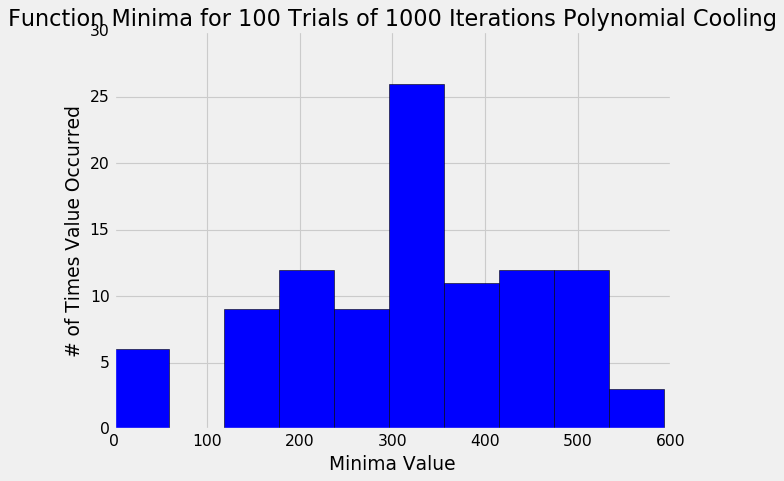 Function Minima for 100 Trials of 1000 Iterations Polynomial Cooling
30
25
20
15
10
5
0
# of Times Value Occurred
0 100 200 300 400 500 600
Minima Value